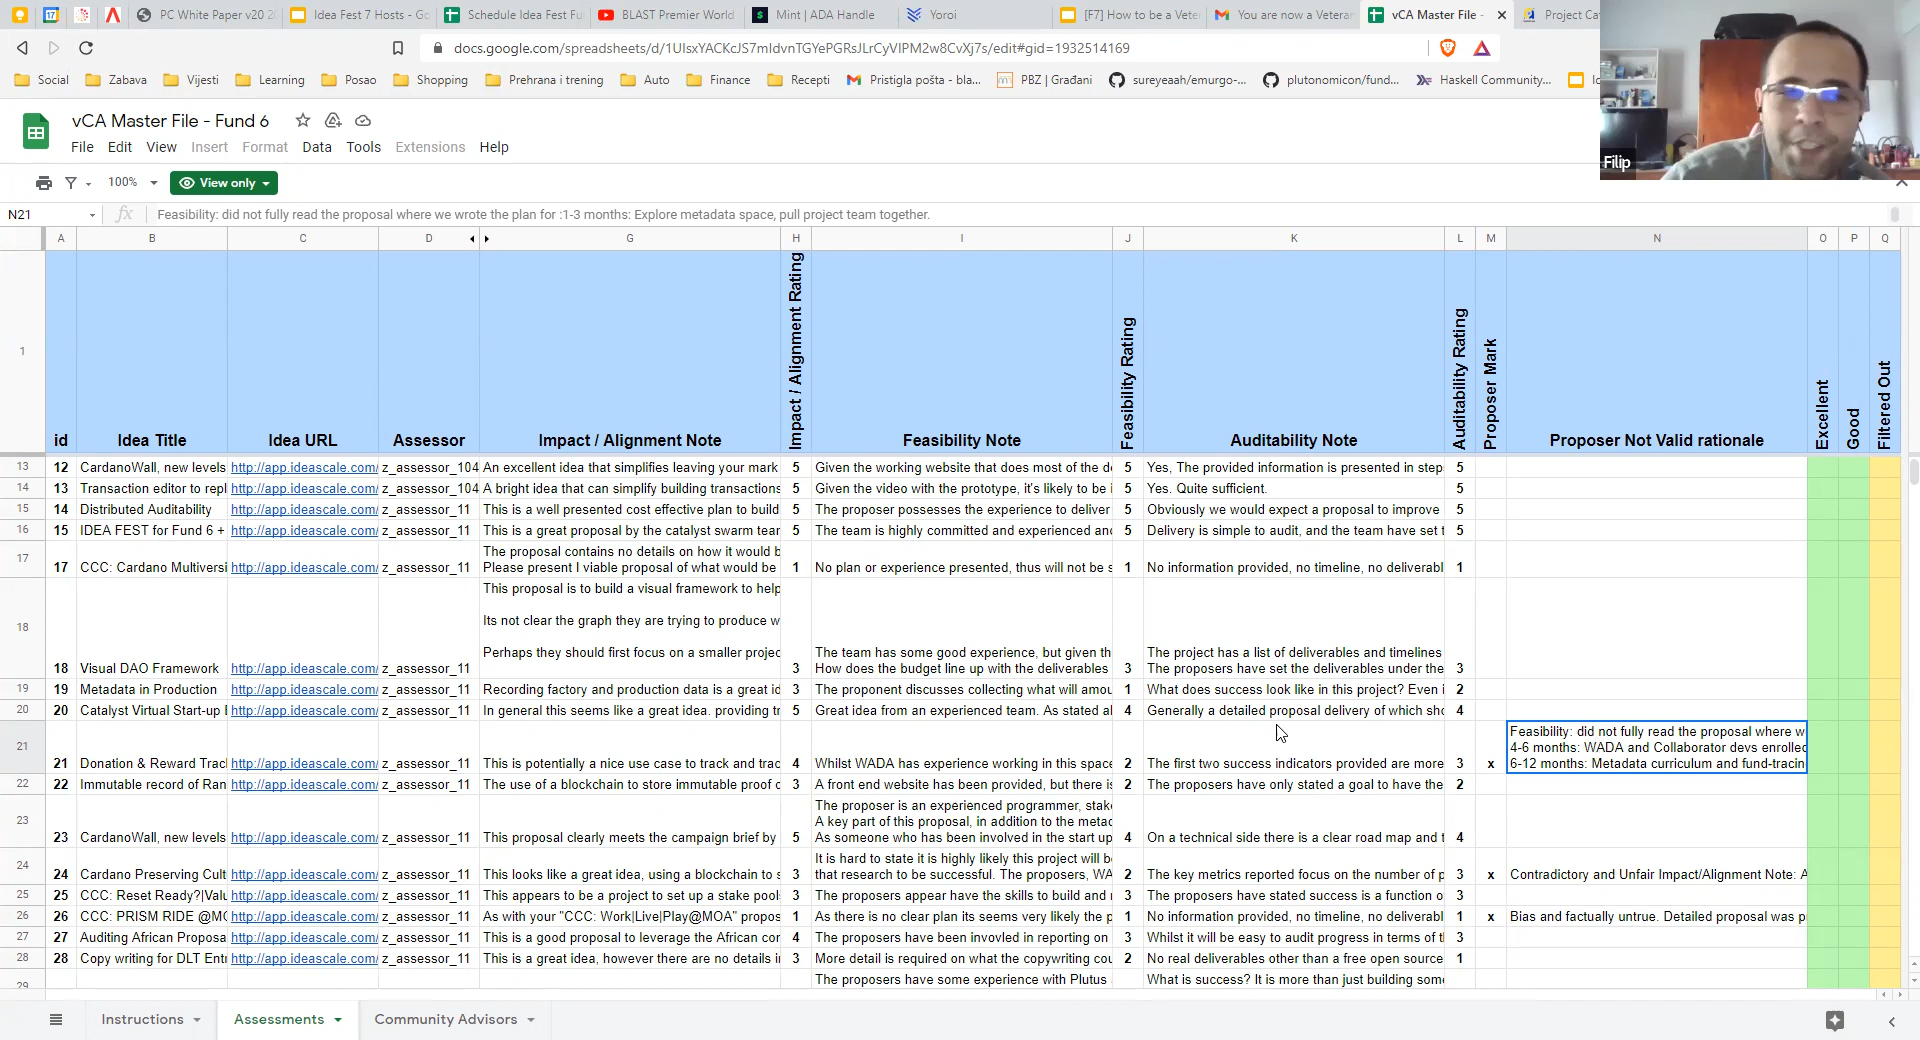 PC White Paper v20 20
Idea Fest 7 Hosts - Go
Schedule Idea Fest Fu
BLAST Premier World
Mint | ADA Handle
Yoroi
[F7] How to be a Vete
You are now a Vetera
vCA Master File -
Project Ca
docs.google.com/spreadsheets/d/1UIsxYACKcJS7mIdvnTGYePGRsJLrCyVIPM2w8CvXj7s/edit#gid=1932514169
Social
Zabava
Vijesti
Learning
Posao
Shopping
Prehrana i trening
Auto
Finance
Recepti
Pristigla pošta - bla...
PBZ | Građani
sureyeaah/emurgo-...
plutonomicon/fund...
Haskell Community...
Filip
vCA Master File - Fund 6
File Edit View Insert Format Data Tools Extensions Help
100%
View only
N21
fx
Feasibility: did not fully read the proposal where we wrote the plan for :1-3 months: Explore metadata space, pull project team together.
A B C D G H I J K L M N O P Q
1
id
Idea Title
Idea URL
Assessor
Impact / Alignment Note
Impact / Alignment Rating
Feasibility Note
Feasibility Rating
Auditability Note
Auditability Rating
Proposer Mark
Proposer Not Valid rationale
Excellent
Good
Filtered Out
13 12 CardanoWall, new levels http://app.ideascale.com/ z_assessor_104 An excellent idea that simplifies leaving your mark 5 Given the working website that does most of the d 5 Yes, The provided information is presented in step 5
14 13 Transaction editor to repl http://app.ideascale.com/ z_assessor_104 A bright idea that can simplify building transactions 5 Given the video with the prototype, it's likely to be i 5 Yes. Quite sufficient. 5
15 14 Distributed Auditability http://app.ideascale.com/ z_assessor_11 This is a well presented cost effective plan to build 5 The proposer possesses the experience to deliver 5 Obviously we would expect a proposal to improve 5
16 15 IDEA FEST for Fund 6 + http://app.ideascale.com/ z_assessor_11 This is a great proposal by the catalyst swarm tear 5 The team is highly committed and experienced and 5 Delivery is simple to audit, and the team have set t 5
17 The proposal contains no details on how it would b
17 CCC: Cardano Multiversi http://app.ideascale.com/ z_assessor_11 Please present I viable proposal of what would be 1 No plan or experience presented, thus will not be s 1 No information provided, no timeline, no deliverabl 1
This proposal is to build a visual framework to help
18 Its not clear the graph they are trying to produce w
Perhaps they should first focus on a smaller projec The team has some good experience, but given th The project has a list of deliverables and timelines
18 Visual DAO Framework http://app.ideascale.com/ z_assessor_11 3 How does the budget line up with the deliverables 3 The proposers have set the deliverables under the 3
19 19 Metadata in Production http://app.ideascale.com/ z_assessor_11 Recording factory and production data is a great id 3 The proponent discusses collecting what will amou 1 What does success look like in this project? Even i 2
20 20 Catalyst Virtual Start-up http://app.ideascale.com/ z_assessor_11 In general this seems like a great idea. providing tr 5 Great idea from an experienced team. As stated al 4 Generally a detailed proposal delivery of which sho 4
Feasibility: did not fully read the proposal where w
21 4-6 months: WADA and Collaborator devs enrolled
21 Donation & Reward Trac http://app.ideascale.com/ z_assessor_11 This is potentially a nice use case to track and trac 4 Whilst WADA has experience working in this space 2 The first two success indicators provided are more 3 x 6-12 months: Metadata curriculum and fund-tracin
22 22 Immutable record of Ran http://app.ideascale.com/ z_assessor_11 The use of a blockchain to store immutable proof o 3 A front end website has been provided, but there is 2 The proposers have only stated a goal to have the 2
The proposer is an experienced programmer, stake
23 A key part of this proposal, in addition to the metad
23 CardanoWall, new levels http://app.ideascale.com/ z_assessor_11 This proposal clearly meets the campaign brief by 5 As someone who has been involved in the start up 4 On a technical side there is a clear road map and t 4
24 It is hard to state it is highly likely this project will b
24 Cardano Preserving Cult http://app.ideascale.com/ z_assessor_11 This looks like a great idea, using a blockchain to s 3 that research to be successful. The proposers, WA 2 The key metrics reported focus on the number of p 3 x Contradictory and Unfair Impact/Alignment Note: A
25 25 CCC: Reset Ready?|Valu http://app.ideascale.com/ z_assessor_11 This appears to be a project to set up a stake pool 3 The proposers appear have the skills to build and r 3 The proposers have stated success is a function o 3
26 26 CCC: PRISM RIDE @MO http://app.ideascale.com/ z_assessor_11 As with your "CCC: Work|Live|Play@MOA" propos 1 As there is no clear plan its seems very likely the p 1 No information provided, no timeline, no deliverabl 1 x Bias and factually untrue. Detailed proposal was p
27 27 Auditing African Proposa http://app.ideascale.com/ z_assessor_11 This is a good proposal to leverage the African cor 4 The proposers have been invovled in reporting on 3 Whilst it will be easy to audit progress in terms of t 3
28 28 Copy writing for DLT Ent http://app.ideascale.com/ z_assessor_11 This is a great idea, however there are no details i 3 More detail is required on what the copywriting cou 2 No real deliverables other than a free open source 1
29 The proposers have some experience with Plutus What is success? It is more than just building som
Instructions
Assessments
Community Advisors